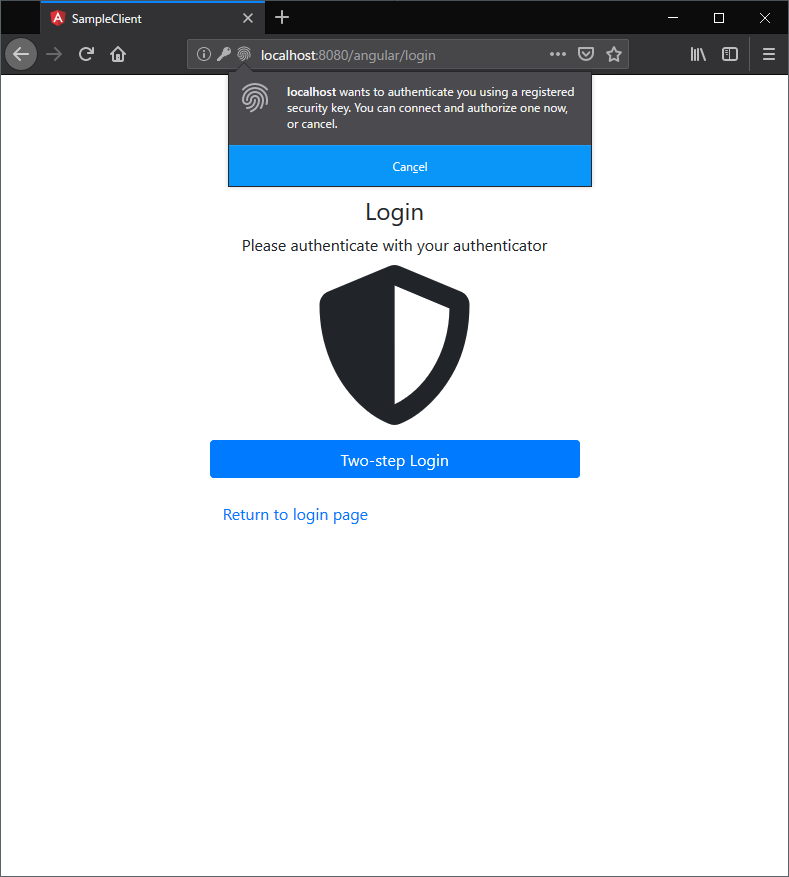 SampleClient
localhost:8080/angular/login
localhost wants to authenticate you using a registered
security key. You can connect and authorize one now,
or cancel.
Cancel
Login
Please authenticate with your authenticator
Two-step Login
Return to login page